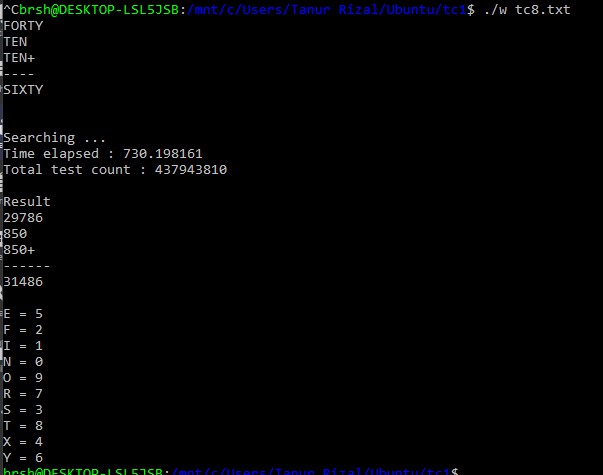 ^Cbrsh@DESKTOP-LSL5JSB:/mnt/c/Users/Tanur Rizal/Ubuntu/tc1$ ./w tc8.txt
FORTY
TEN
TEN+
----
SIXTY
Searching ...
Time elapsed : 730.198161
Total test count : 437943810
Result
29786
850
850+
------
31486
E = 5
F = 2
I = 1
N = 0
O = 9
R = 7
S = 3
T = 8
X = 4
Y = 6
brsh@DESKTOP-LSL5JSB:/mnt/c/Users/Tanur Rizal/Ubuntu/tc1$